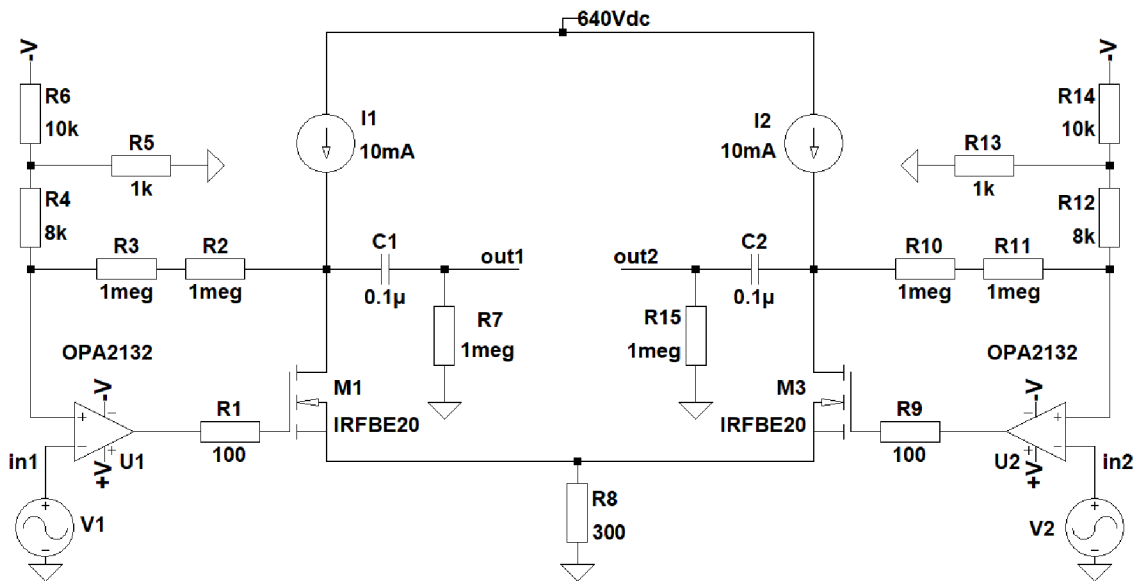 640Vdc
-V
-V
R6
10k
R14
10k
I1
10mA
I2
10mA
R5
1k
R13
1k
R4
8k
R12
8k
R3
1meg
R2
1meg
C1
0.1µ
out1
out2
C2
0.1µ
R10
1meg
R11
1meg
R7
1meg
R15
1meg
OPA2132
OPA2132
-V
+
−
+
+V
U1
R1
100
M1
IRFBE20
M3
IRFBE20
R9
100
-V
+
−
+
+V
U2
in1
in2
V1
V2
R8
300